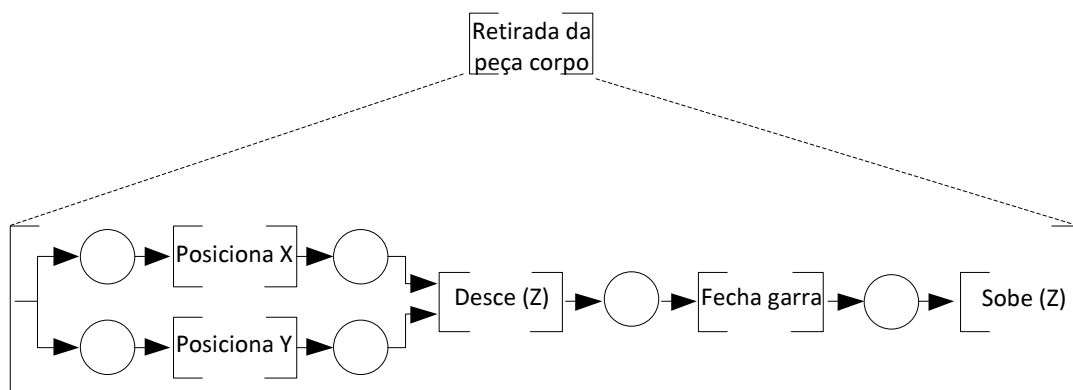 Retirada da
peça corpo
Posiciona X
Desce (Z)
Fecha garra
Sobe (Z)
Posiciona Y